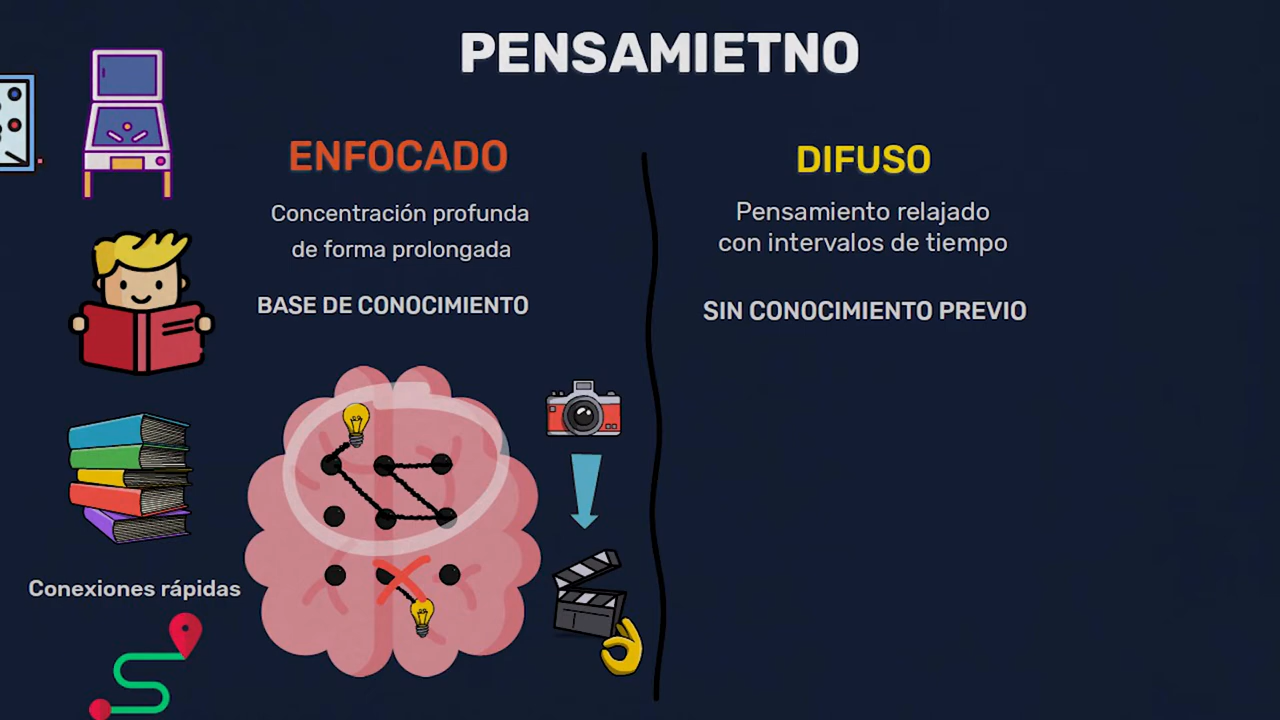 PENSAMIETNO
ENFOCADO
Concentración profunda
de forma prolongada
BASE DE CONOCIMIENTO
Conexiones rápidas
DIFUSO
Pensamiento relajado
con intervalos de tiempo
SIN CONOCIMIENTO PREVIO